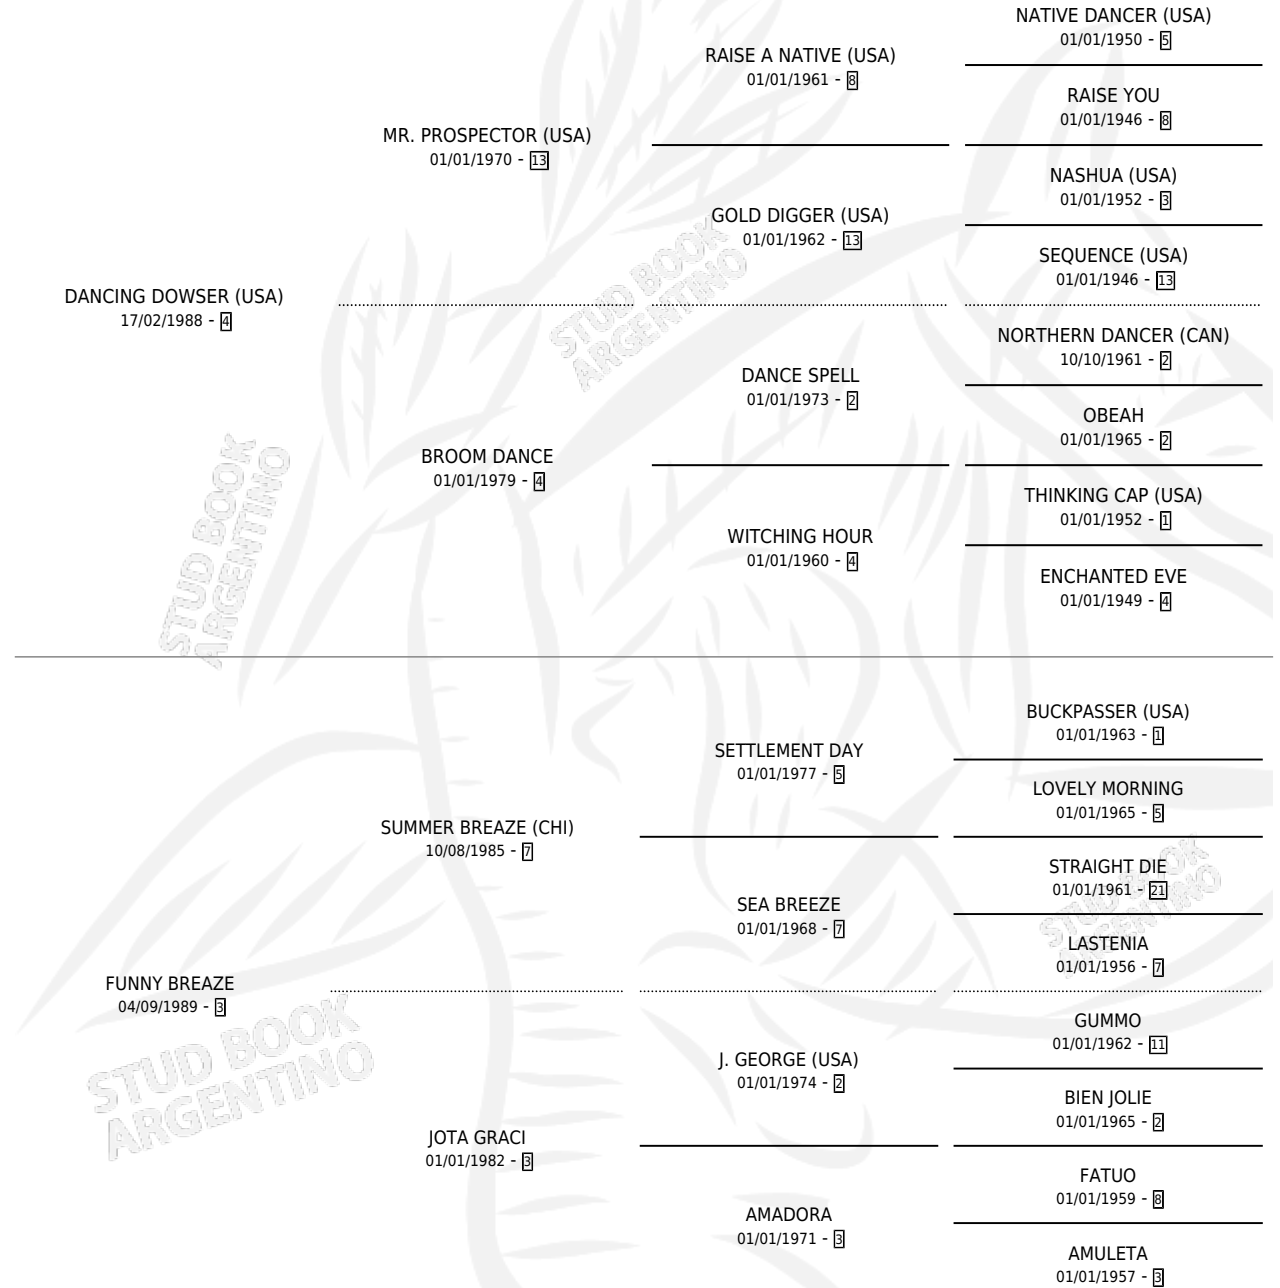 NATIVE DANCER (USA)
01/01/1950 - 5
RAISE A NATIVE (USA)
01/01/1961 - 8
RAISE YOU
01/01/1946 - 8
MR. PROSPECTOR (USA)
01/01/1970 - 13
NASHUA (USA)
01/01/1952 - 3
GOLD DIGGER (USA)
01/01/1962 - 13
SEQUENCE (USA)
01/01/1946 - 13
DANCING DOWSER (USA)
17/02/1988 - 4
NORTHERN DANCER (CAN)
10/10/1961 - 2
DANCE SPELL
01/01/1973 - 2
OBEAH
01/01/1965 - 2
BROOM DANCE
01/01/1979 - 4
THINKING CAP (USA)
01/01/1952 - 1
WITCHING HOUR
01/01/1960 - 4
ENCHANTED EVE
01/01/1949 - 4
BUCKPASSER (USA)
01/01/1963 - 1
SETTLEMENT DAY
01/01/1977 - 5
LOVELY MORNING
01/01/1965 - 5
SUMMER BREAZE (CHI)
10/08/1985 - 7
STRAIGHT DIE
01/01/1961 - 21
SEA BREEZE
01/01/1968 - 7
LASTENIA
01/01/1956 - 7
FUNNY BREAZE
04/09/1989 - 3
GUMMO
01/01/1962 - 11
J. GEORGE (USA)
01/01/1974 - 2
BIEN JOLIE
01/01/1965 - 2
JOTA GRACI
01/01/1982 - 3
FATUO
01/01/1959 - 8
AMADORA
01/01/1971 - 3
AMULETA
01/01/1957 - 3
STUD BOOK
ARGENTINO
STUD BOOK
ARGENTINO
STUD BOOK
ARGENTINO
STUD BOOK
ARGENTINO